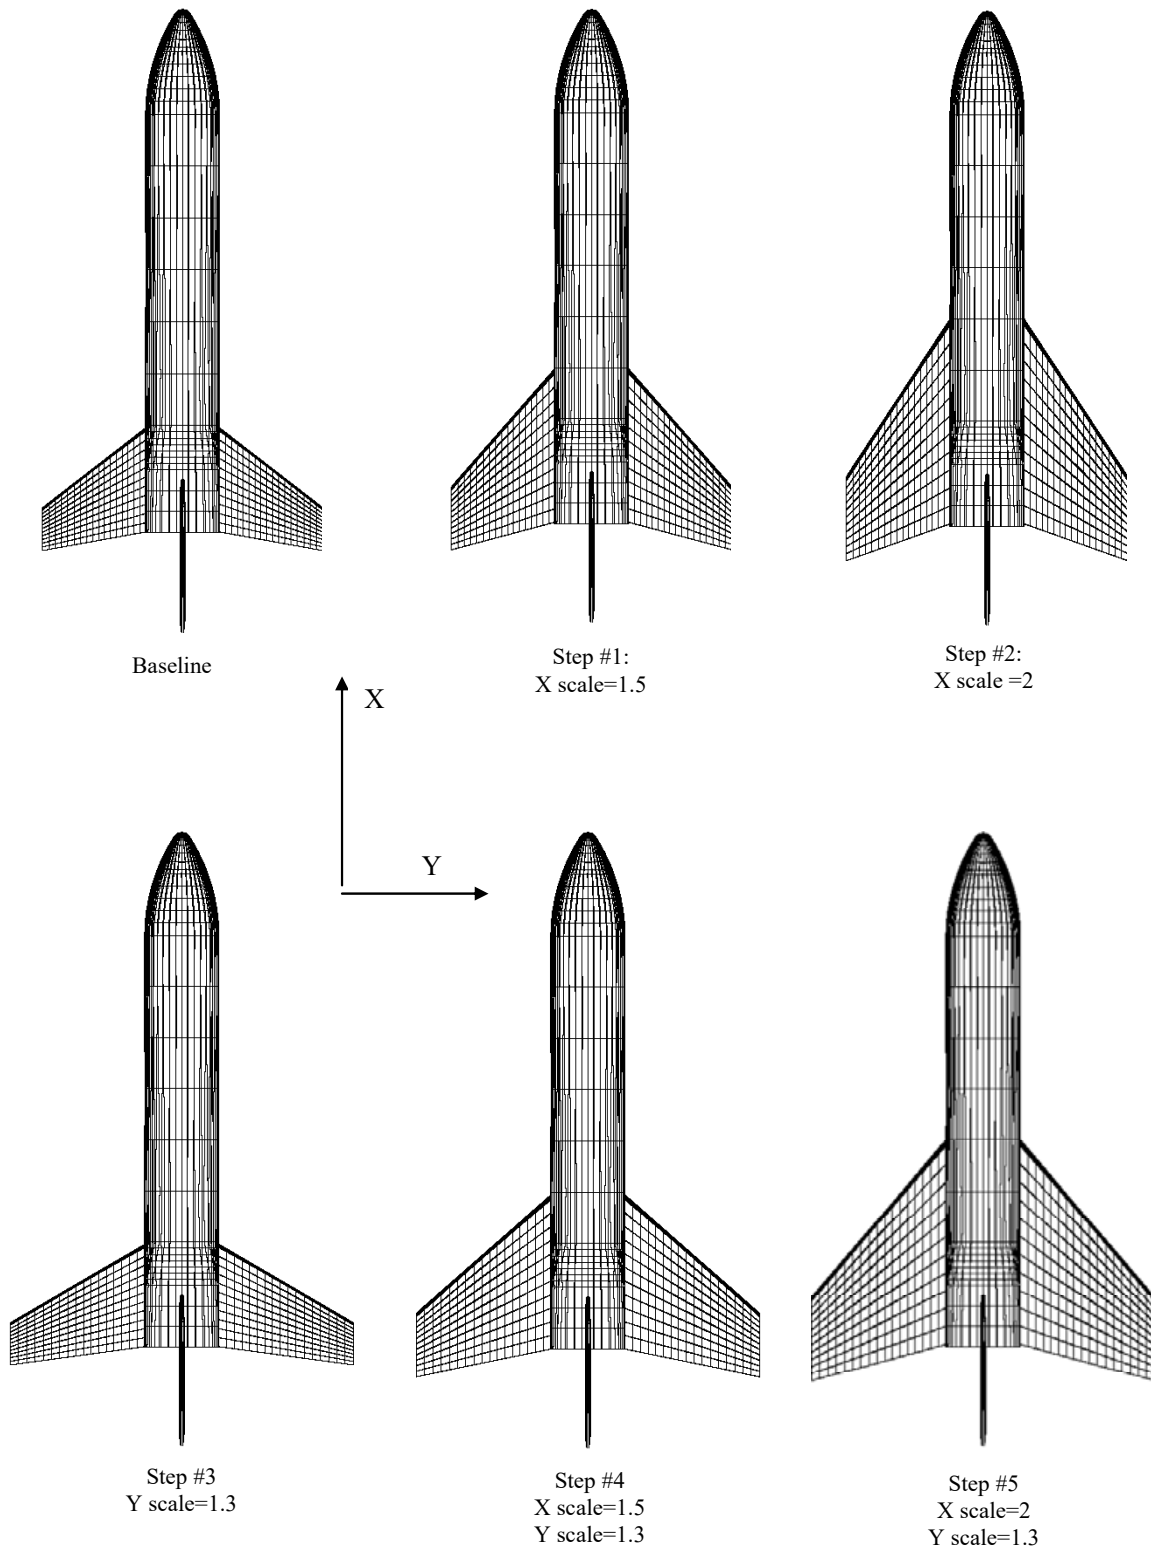 Baseline
Step #1:
X scale=1.5
Step #2:
X scale =2
X
Y
Step #3
Y scale=1.3
Step #4
X scale=1.5
Y scale=1.3
Step #5
X scale=2
Y scale=1.3